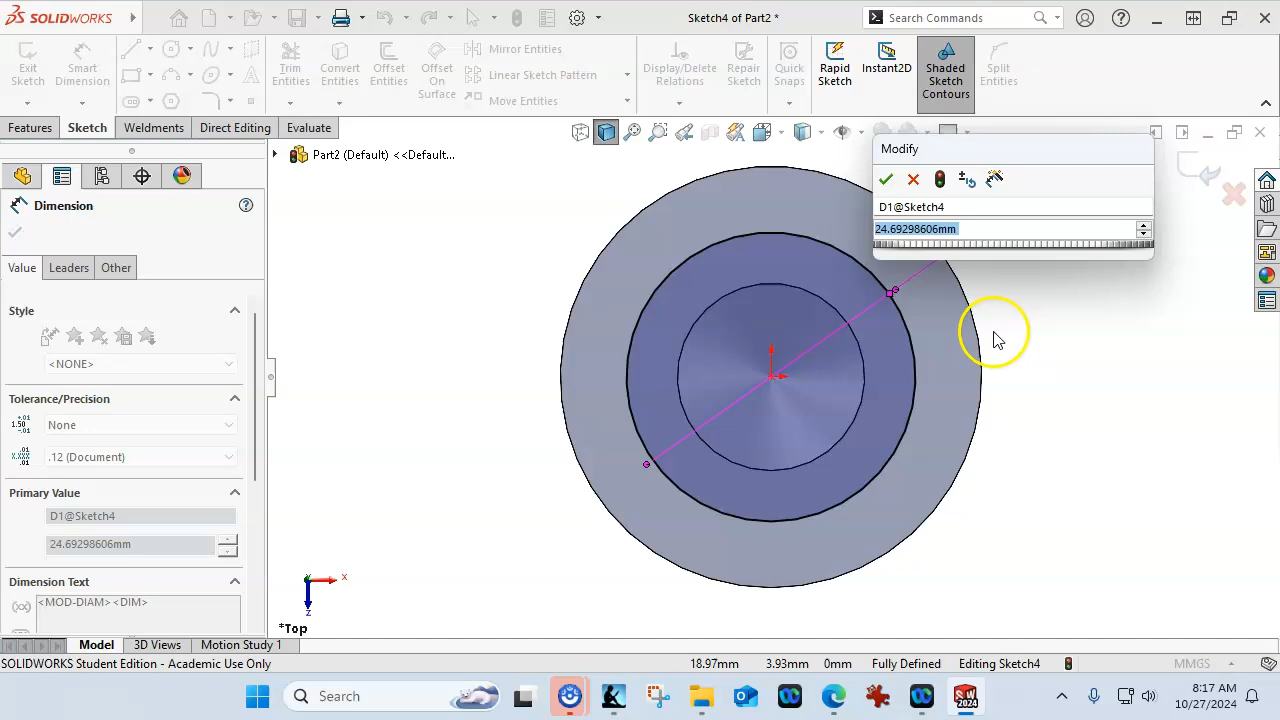 SOLIDWORKS
Sketch4 of Part2 *
Search Commands
Exit Sketch
Smart Dimension
Trim Entities
Convert Entities
Offset Entities
Offset On Surface
Mirror Entities
Linear Sketch Pattern
Move Entities
Display/Delete Relations
Repair Sketch
Quick Snaps
Rapid Sketch
Instant2D
Shaded Sketch Contours
Split Entities
Features
Sketch
Weldments
Direct Editing
Evaluate
Part2 (Default) <<Default...
Modify
D1@Sketch4
24.69298606mm
Dimension
Value
Leaders
Other
Style
<NONE>
Tolerance/Precision
None
.12 (Document)
Primary Value
D1@Sketch4
24.69298606mm
Dimension Text
<MOD-DIAM><DIM>
x
z
*Top
Model
3D Views
Motion Study 1
SOLIDWORKS Student Edition - Academic Use Only
18.97mm
3.93mm
0mm
Fully Defined
Editing Sketch4
MMGS
Search
8:17 AM
10/27/2024